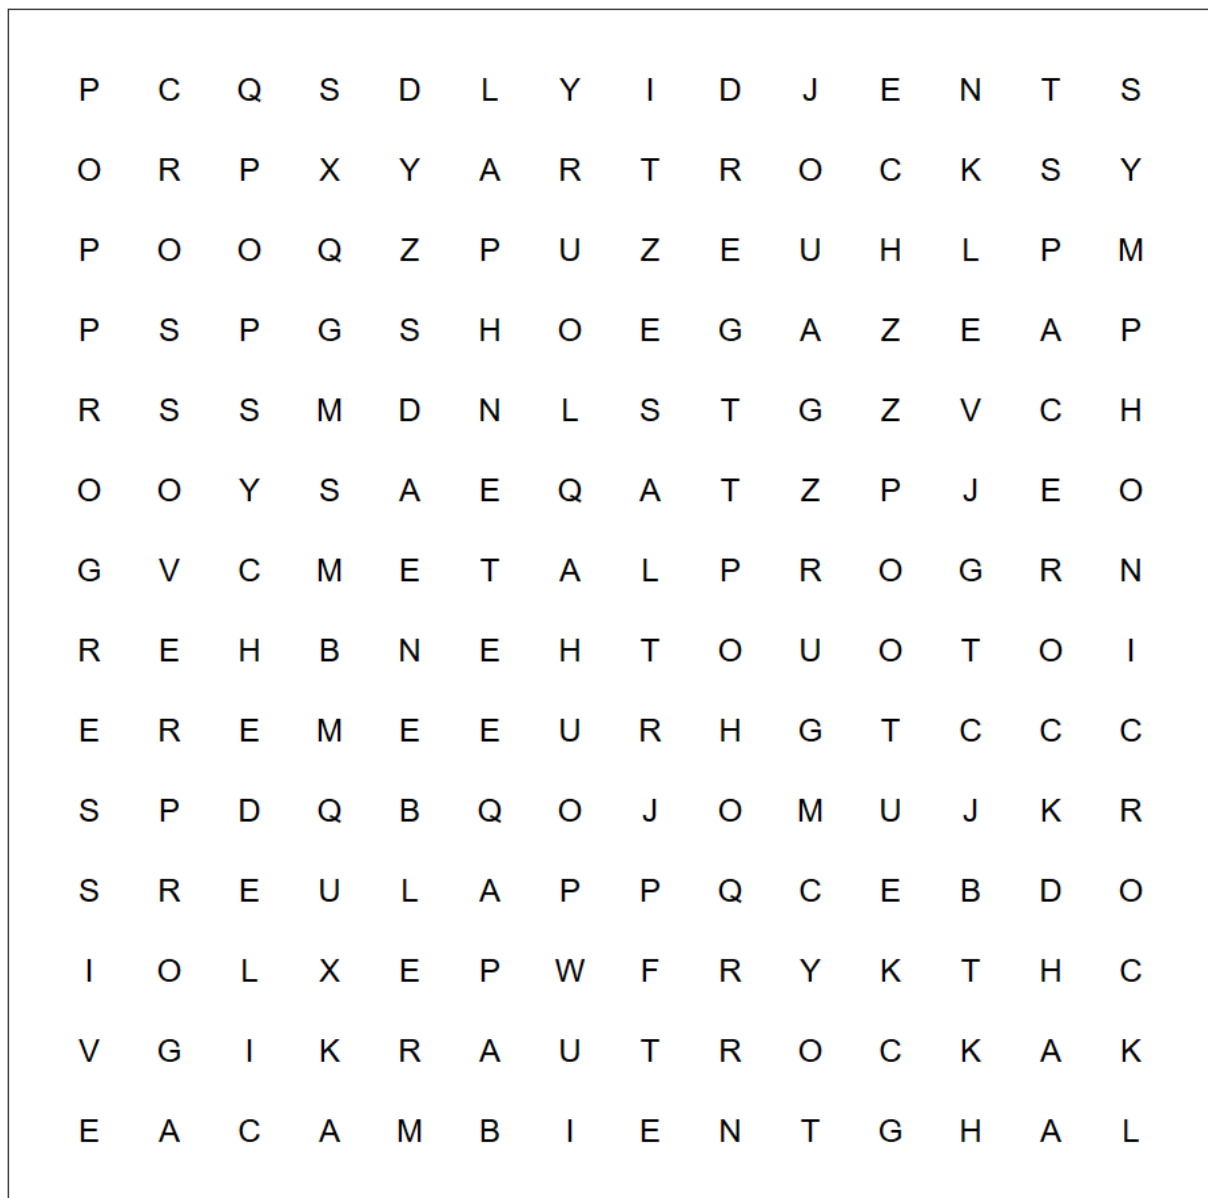 P C Q S D L Y I D J E N T S
O R P X Y A R T R O C K S Y
P O O Q Z P U Z E U H L P M
P S P G S H O E G A Z E A P
R S S M D N L S T G Z V C H
O O Y S A E Q A T Z P J E O
G V C M E T A L P R O G R N
R E H B N E H T O U O T O I
E R E M E E U R H G T C C C
S P D Q B Q O J O M U J K R
S R E U L A P P Q C E B D O
I O L X E P W F R Y K T H C
V G I K R A U T R O C K A K
E A C A M B I E N T G H A L